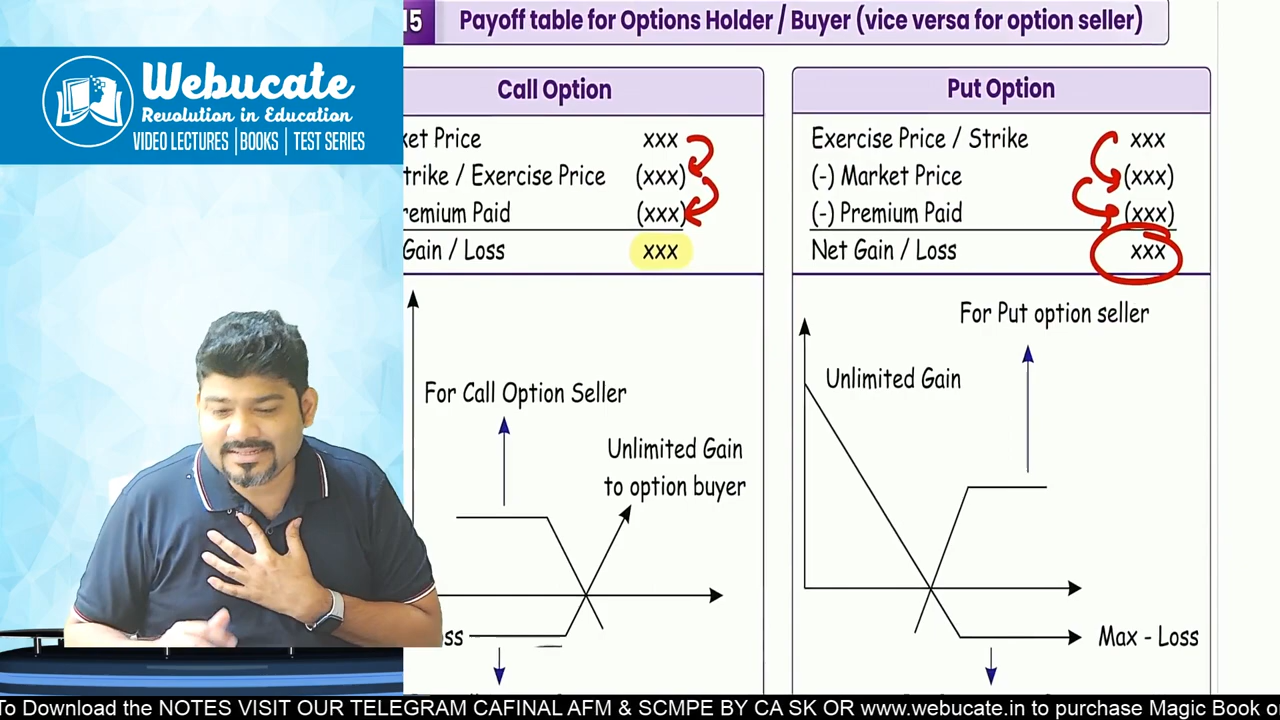 15 Payoff table for Options Holder / Buyer (vice versa for option seller)
Webucate
Revolution in Education
VIDEO LECTURES | BOOKS | TEST SERIES
Call Option
ket Price xxx
trike / Exercise Price (xxx)
remium Paid (xxx)
Gain / Loss xxx
For Call Option Seller
Unlimited Gain
to option buyer
ss
Put Option
Exercise Price / Strike xxx
(-) Market Price (xxx)
(-) Premium Paid (xxx)
Net Gain / Loss xxx
For Put option seller
Unlimited Gain
Max - Loss
To Download the NOTES VISIT OUR TELEGRAM CAFINAL AFM & SCMPE BY CA SK OR www.webucate.in to purchase Magic Book o